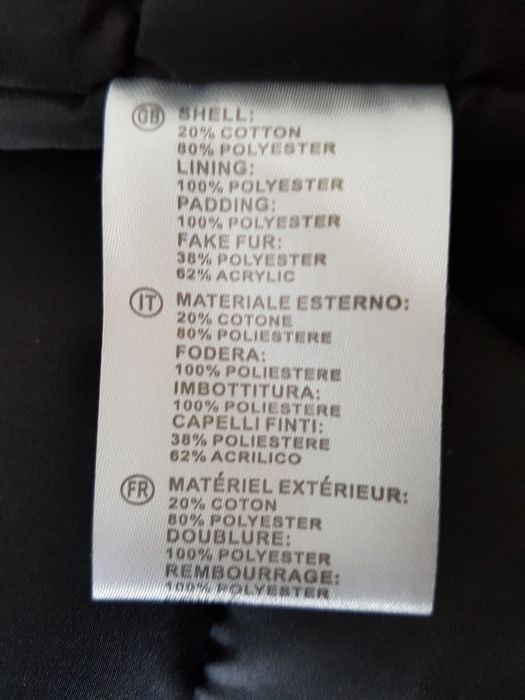 GB SHELL:
20% COTTON
80% POLYESTER
LINING:
100% POLYESTER
PADDING:
100% POLYESTER
FAKE FUR:
38% POLYESTER
62% ACRYLIC
IT MATERIALE ESTERNO:
20% COTONE
80% POLIESTERE
FODERA:
100% POLIESTERE
IMBOTTITURA:
100% POLIESTERE
CAPELLI FINTI:
38% POLIESTERE
62% ACRILICO
FR MATÉRIEL EXTÉRIEUR:
20% COTON
80% POLYESTER
DOUBLURE:
100% POLYESTER
REMBOURRAGE:
100% POLYESTER